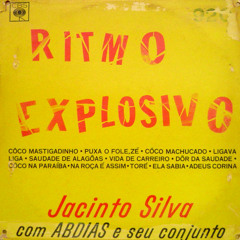 CBS
RITMO
EXPLOSIVO
CÔCO MASTIGADINHO • PUXA O FOLE, ZÉ • CÔCO MACHUCADO • LIGAVA
LIGA • SAUDADE DE ALAGÔAS • VIDA DE CARREIRO • DÔR DA SAUDADE •
CÔCO NA PARAÍBA • NA ROÇA É ASSIM • TORÉ • ELA SABIA • ADEUS CORINA
Jacinto Silva
com ABDIAS e seu conjunto